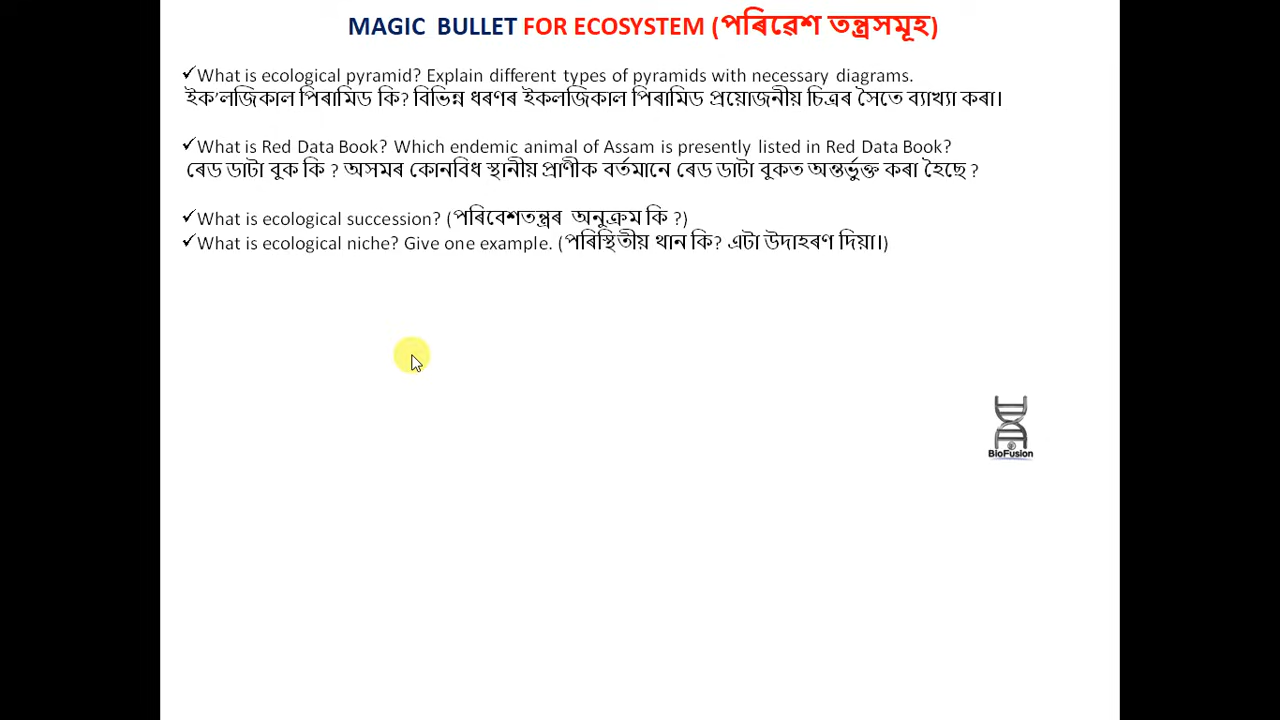 MAGIC BULLET FOR ECOSYSTEM (পৰিৱেশ তন্ত্ৰসমূহ)
✓What is ecological pyramid? Explain different types of pyramids with necessary diagrams.
ইক'লজিকাল পিৰামিড কি? বিভিন্ন ধৰণৰ ইকলজিকাল পিৰামিড প্ৰয়োজনীয় চিত্ৰৰ সৈতে ব্যাখ্যা কৰা।
✓What is Red Data Book? Which endemic animal of Assam is presently listed in Red Data Book?
ৰেড ডাটা বুক কি ? অসমৰ কোনবিধ স্থানীয় প্ৰাণীক বৰ্তমানে ৰেড ডাটা বুকত অন্তৰ্ভুক্ত কৰা হৈছে ?
✓What is ecological succession? (পৰিবেশতন্ত্ৰৰ অনুক্ৰম কি ?)
✓What is ecological niche? Give one example. (পৰিস্থিতীয় থান কি? এটা উদাহৰণ দিয়া।)
BioFusion